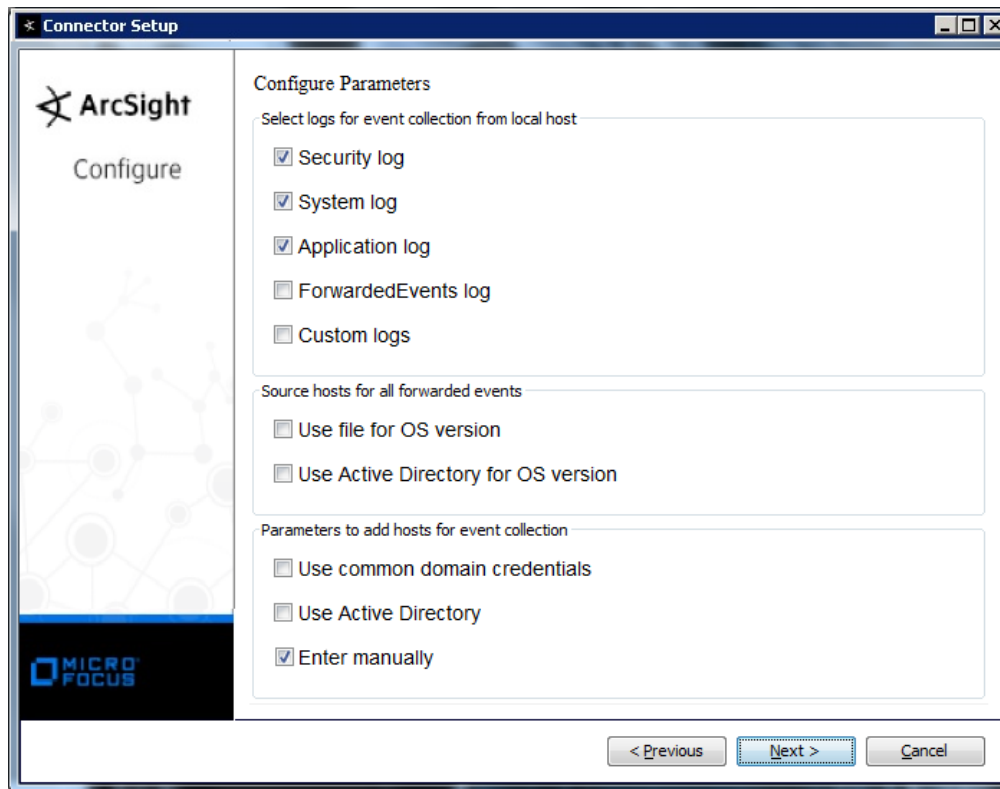 Connector Setup
ArcSight
Configure
MICRO
FOCUS
Configure Parameters
Select logs for event collection from local host
Security log
System log
Application log
ForwardedEvents log
Custom logs
Source hosts for all forwarded events
Use file for OS version
Use Active Directory for OS version
Parameters to add hosts for event collection
Use common domain credentials
Use Active Directory
Enter manually
< Previous
Next >
Cancel